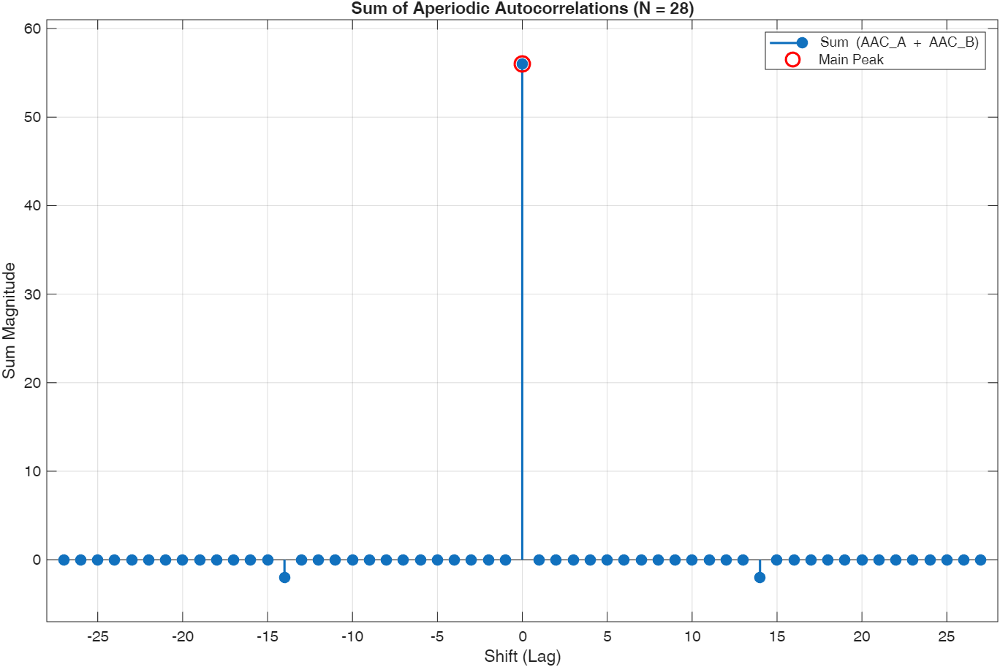 Sum of Aperiodic Autocorrelations (N = 28)
Sum (AAC_A + AAC_B)
Main Peak
60
50
40
30
20
10
0
Sum Magnitude
-25 -20 -15 -10 -5 0 5 10 15 20 25
Shift (Lag)